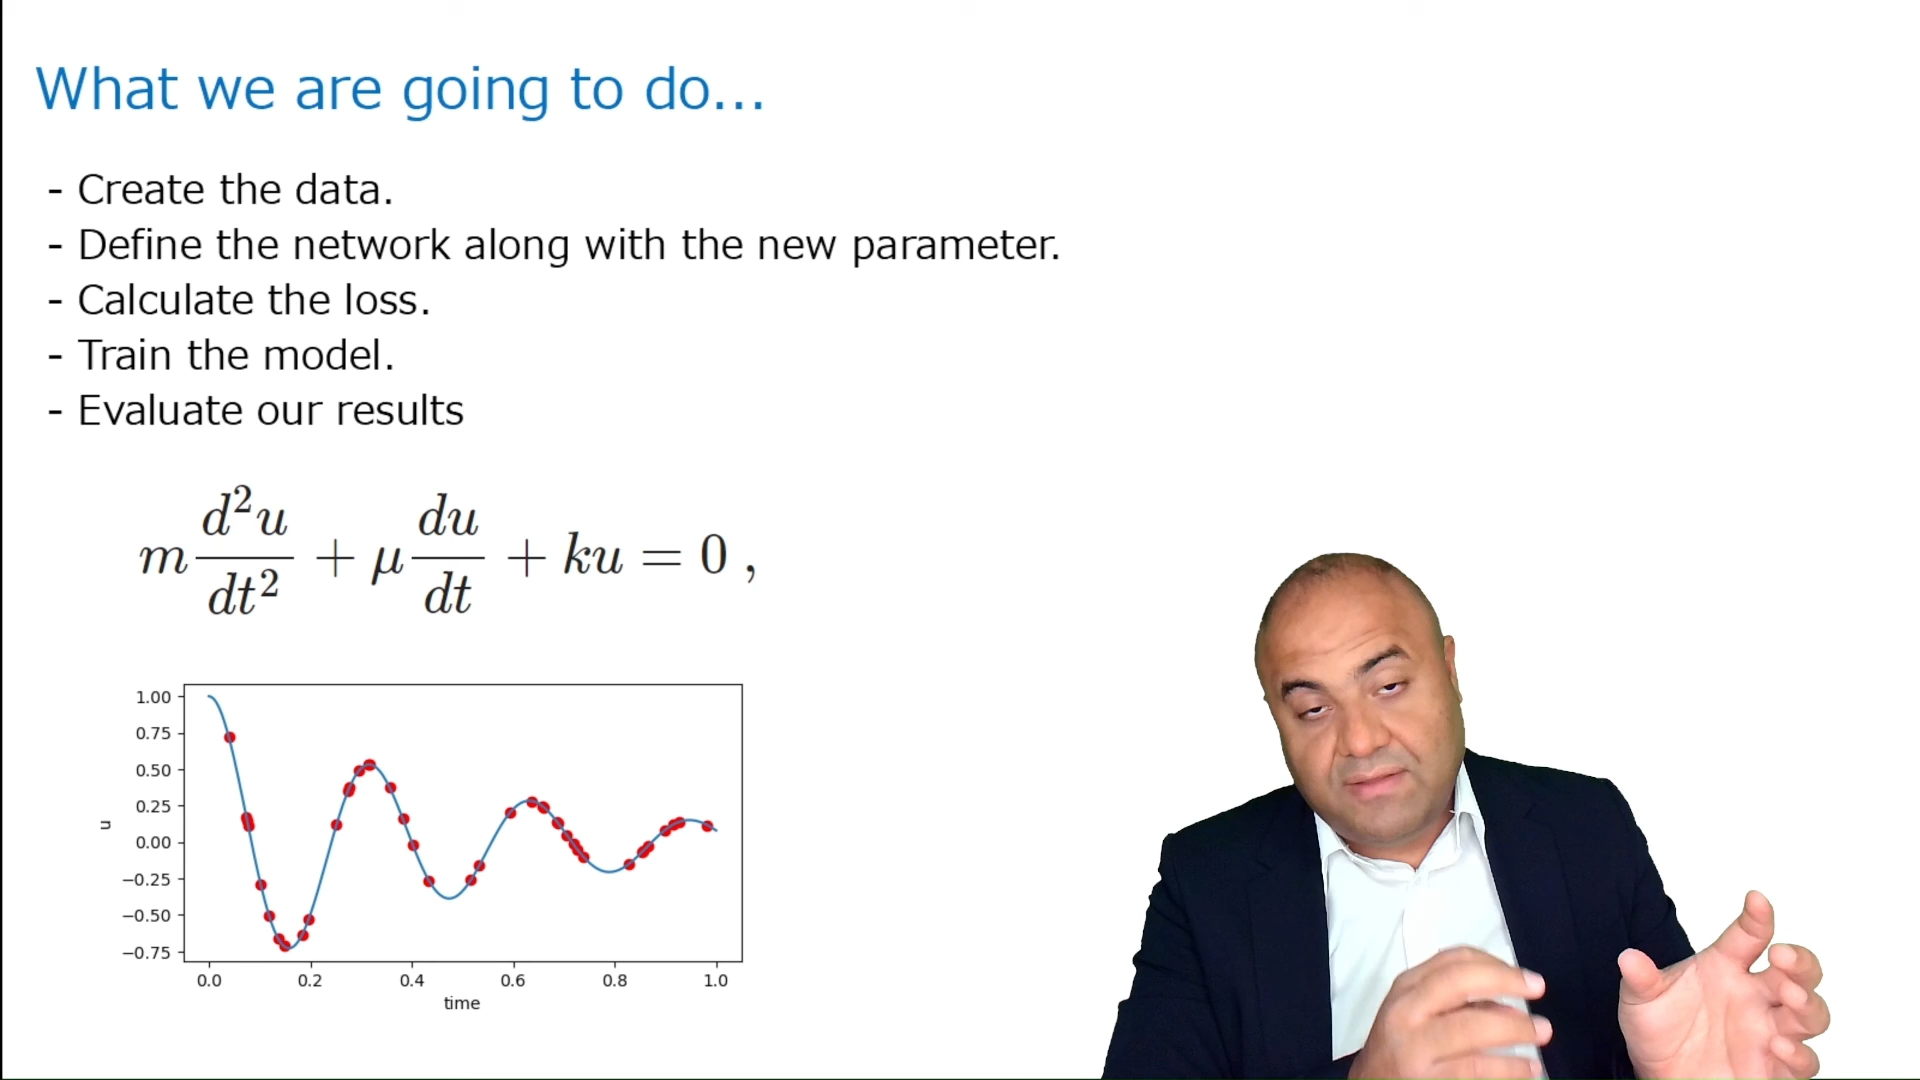 What we are going to do...
- Create the data.
- Define the network along with the new parameter.
- Calculate the loss.
- Train the model.
- Evaluate our results
m d²u/dt² + μ du/dt + ku = 0 ,
1.00
0.75
0.50
0.25
0.00
−0.25
−0.50
−0.75
u
0.0 0.2 0.4 0.6 0.8 1.0
time